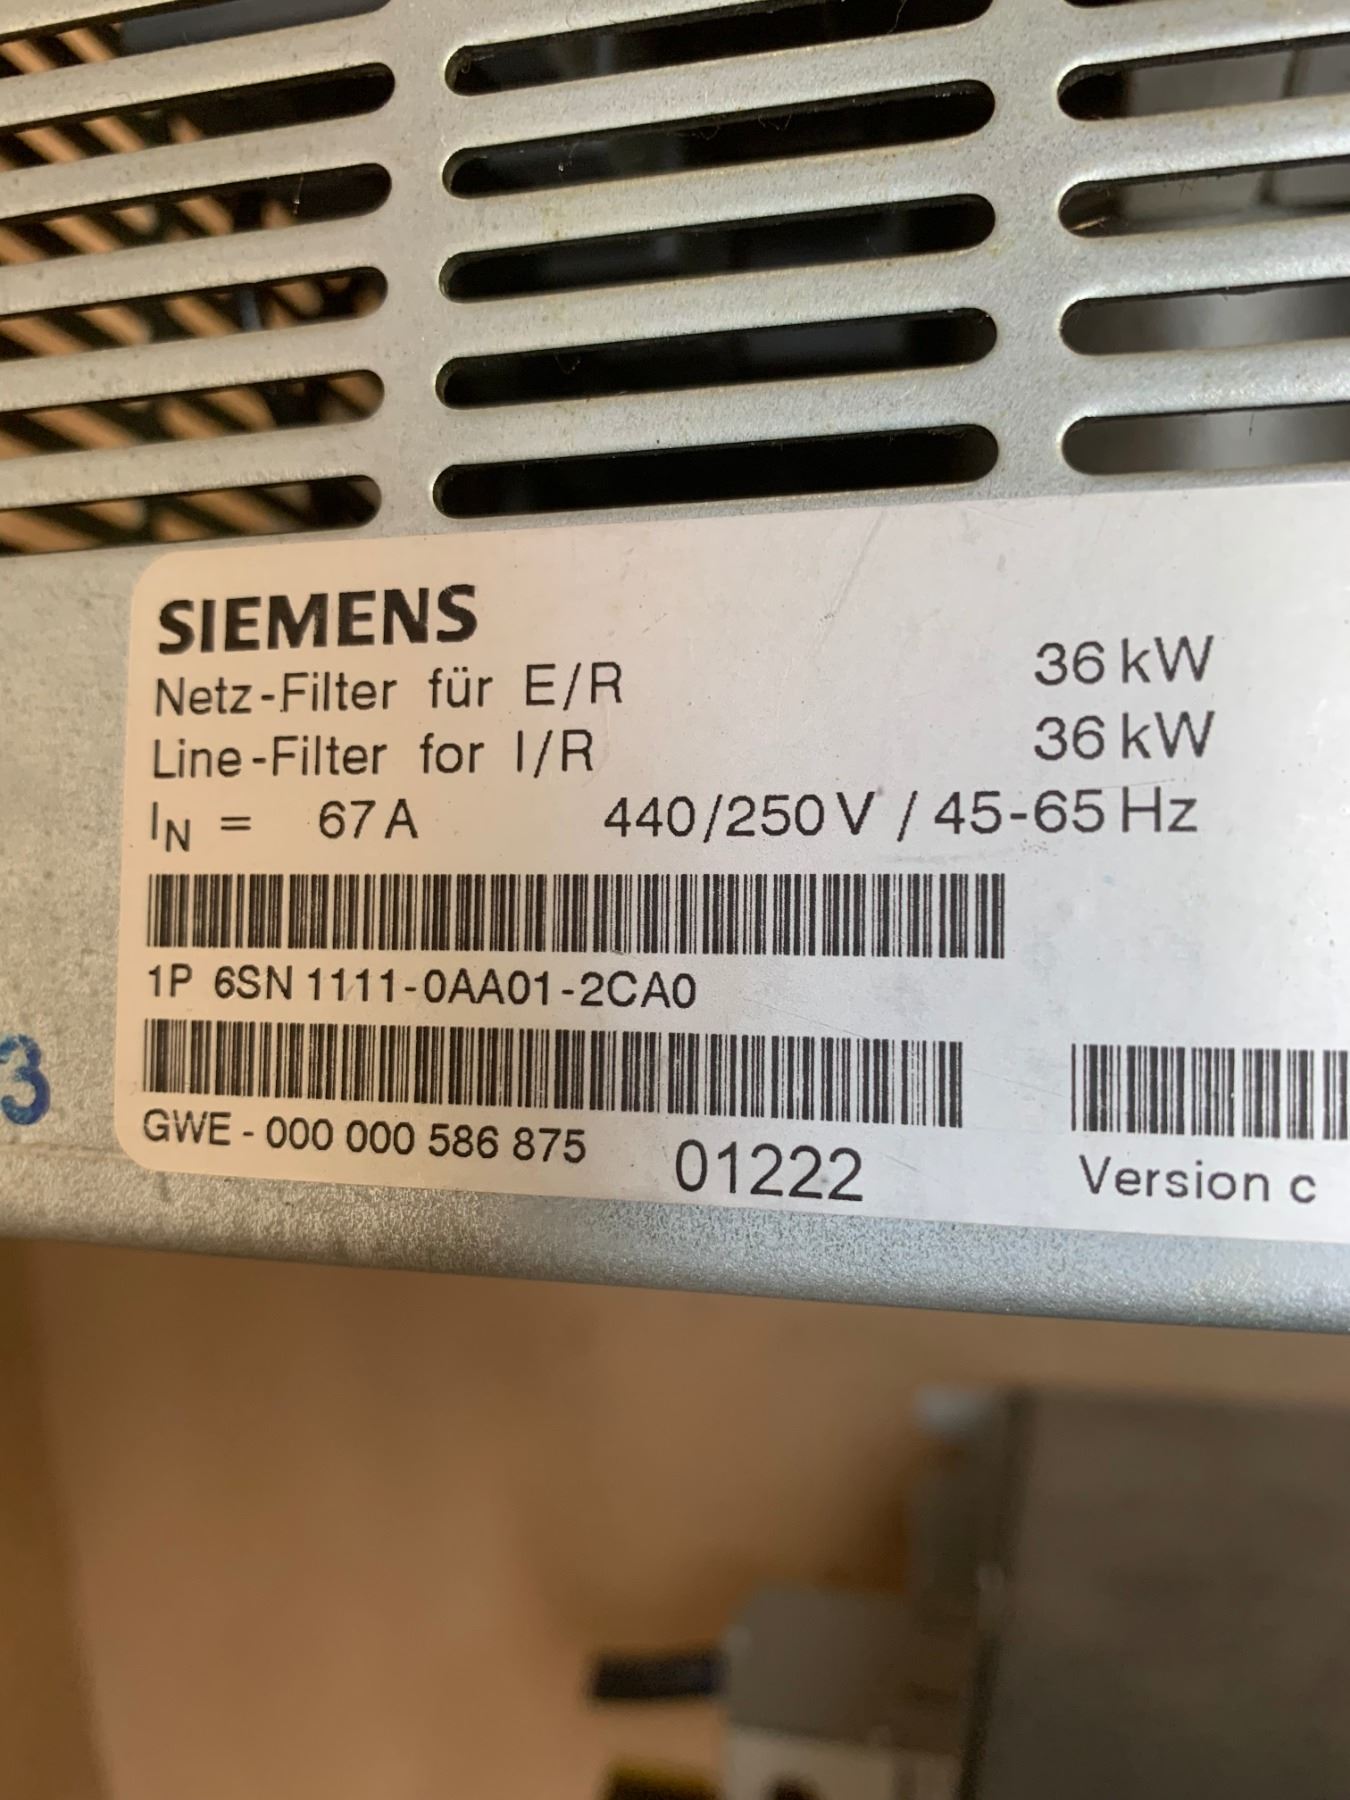 SIEMENS
Netz-Filter für E/R 36 kW
Line-Filter for I/R 36 kW
IN = 67 A 440/250 V / 45-65 Hz
1P 6SN 1111-0AA01-2CA0
GWE - 000 000 586 875 01222 Version c
3